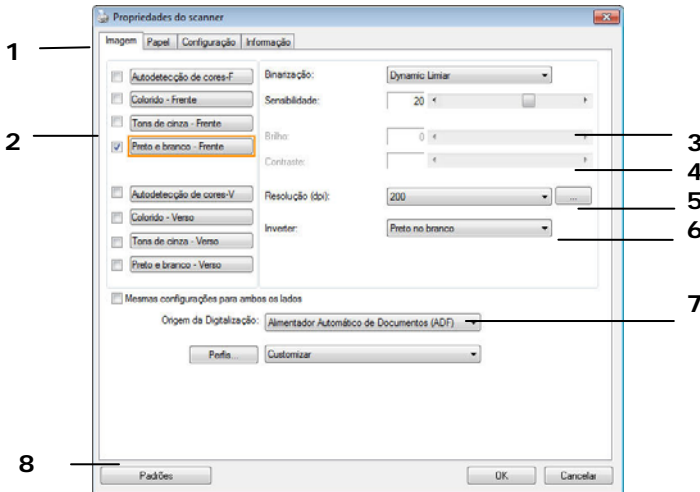 Propriedades do scanner
1
Imagem Papel Configuração Informação
Autodetecção de cores-F
Colorido - Frente
Tons de cinza - Frente
2
Preto e branco - Frente
Autodetecção de cores-V
Colorido - Verso
Tons de cinza - Verso
Preto e branco - Verso
Binarização: Dynamic Limiar
Sensibilidade: 20
Brilho: 0
3
Contraste:
4
Resolução (dpi): 200 ...
5
Inverter: Preto no branco
6
Mesmas configurações para ambos os lados
7
Origem da Digitalização: Alimentador Automático de Documentos (ADF)
Perfis... Customizar
8
Padrões OK Cancelar